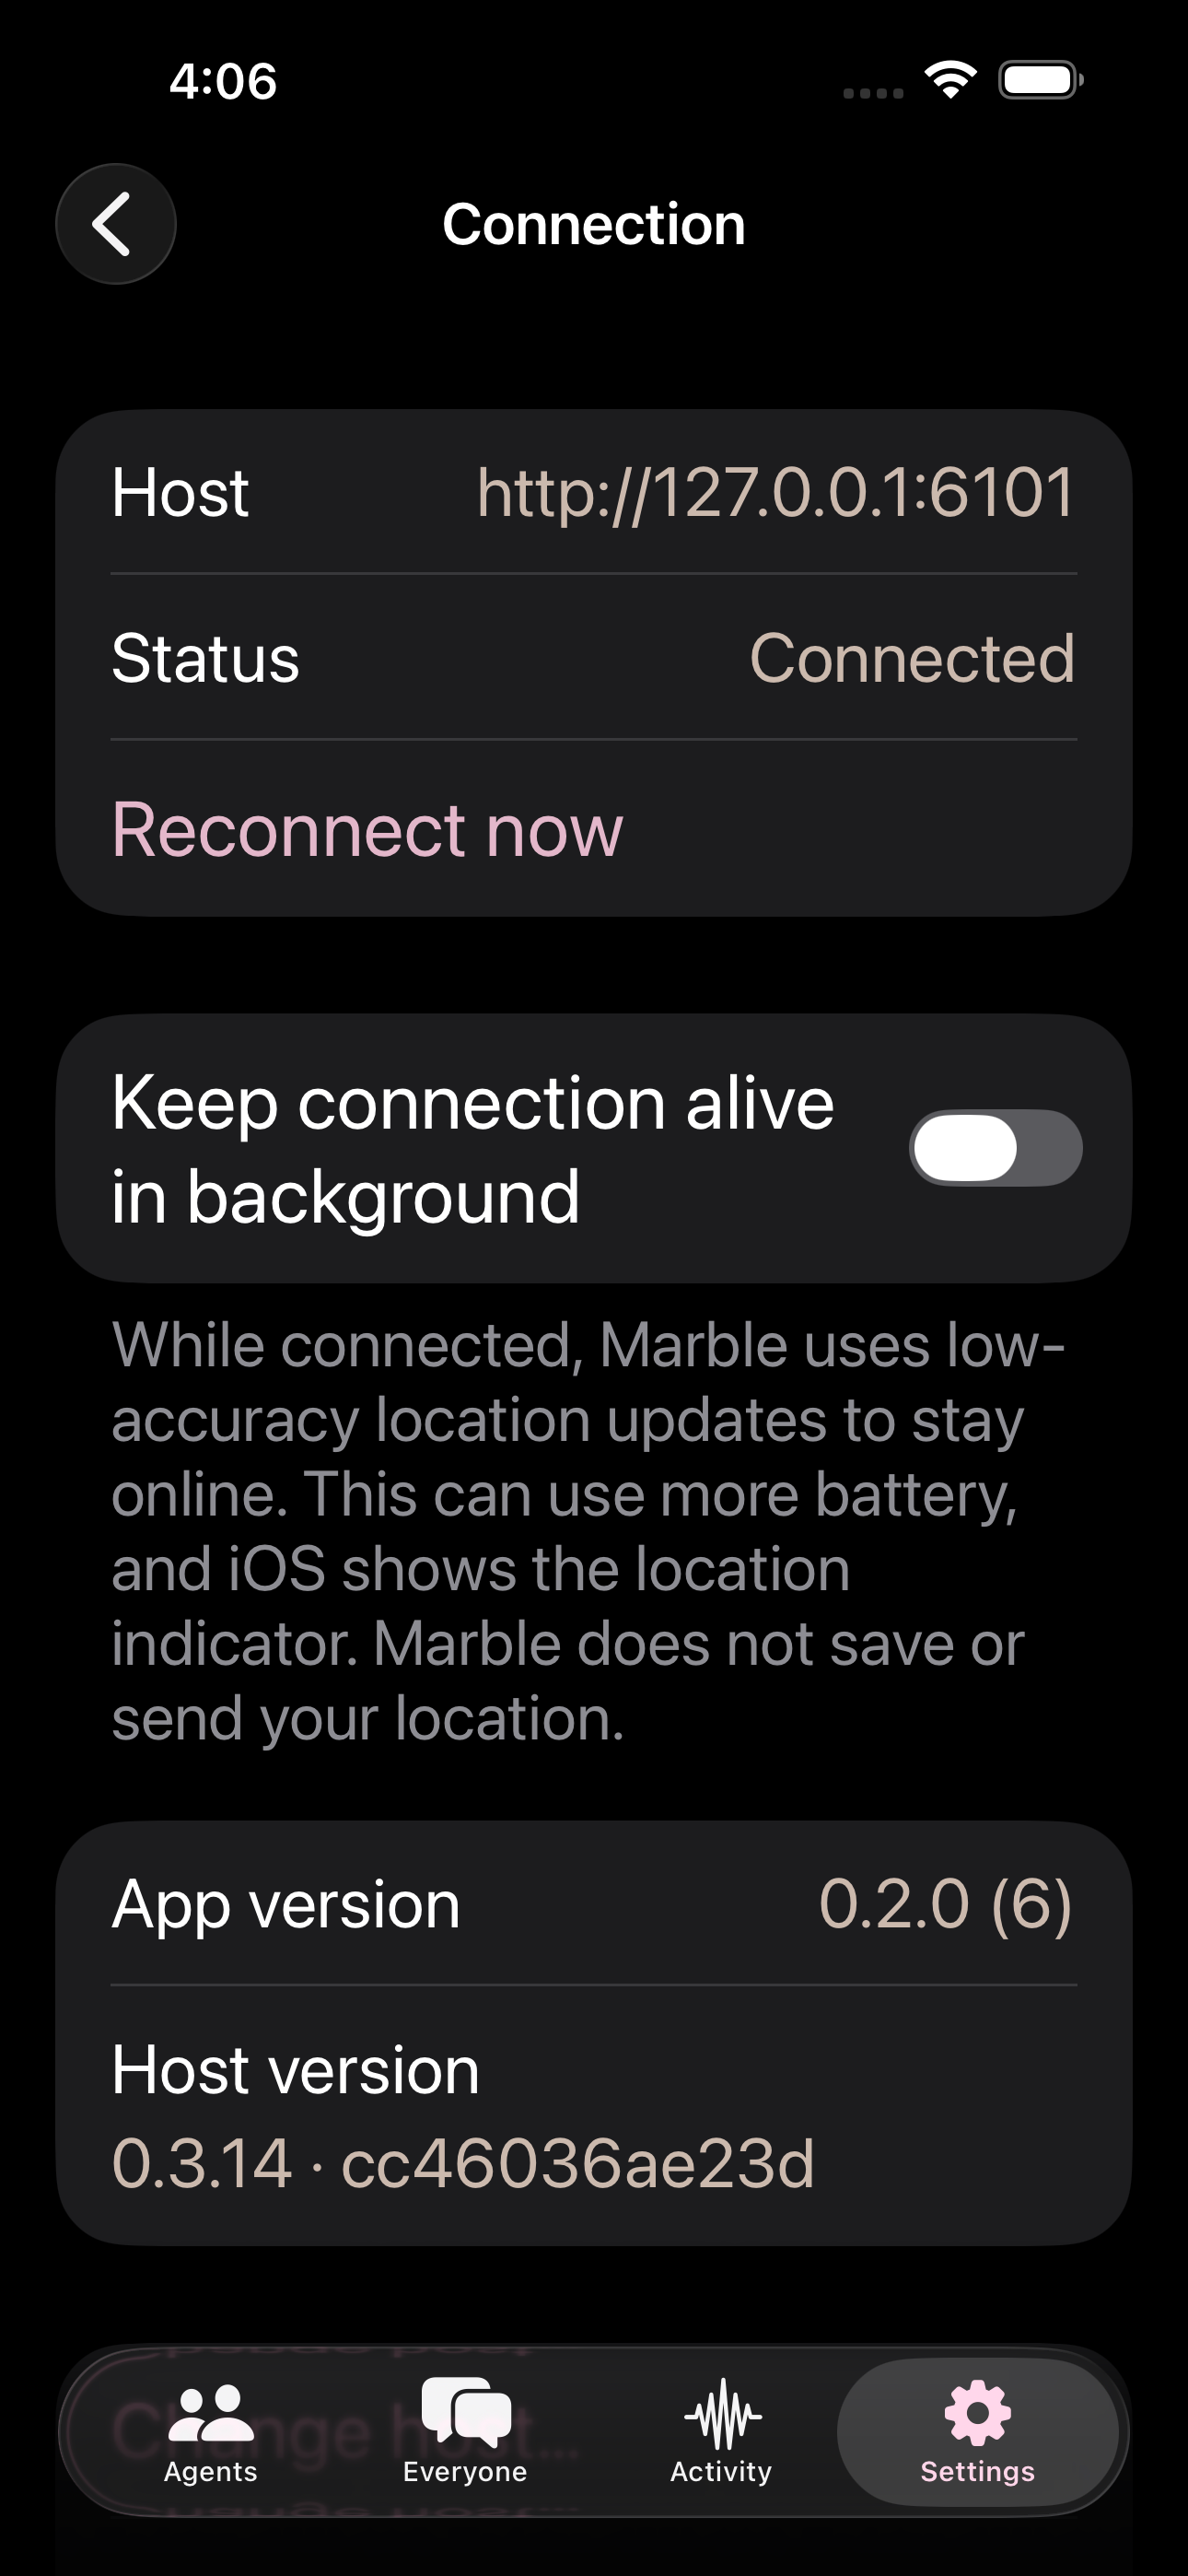 4:06
Connection
Host http://127.0.0.1:6101
Status Connected
Reconnect now
Keep connection alive
in background
While connected, Marble uses low-
accuracy location updates to stay
online. This can use more battery,
and iOS shows the location
indicator. Marble does not save or
send your location.
App version 0.2.0 (6)
Host version
0.3.14 · cc46036ae23d
Change host...
Agents Everyone Activity Settings